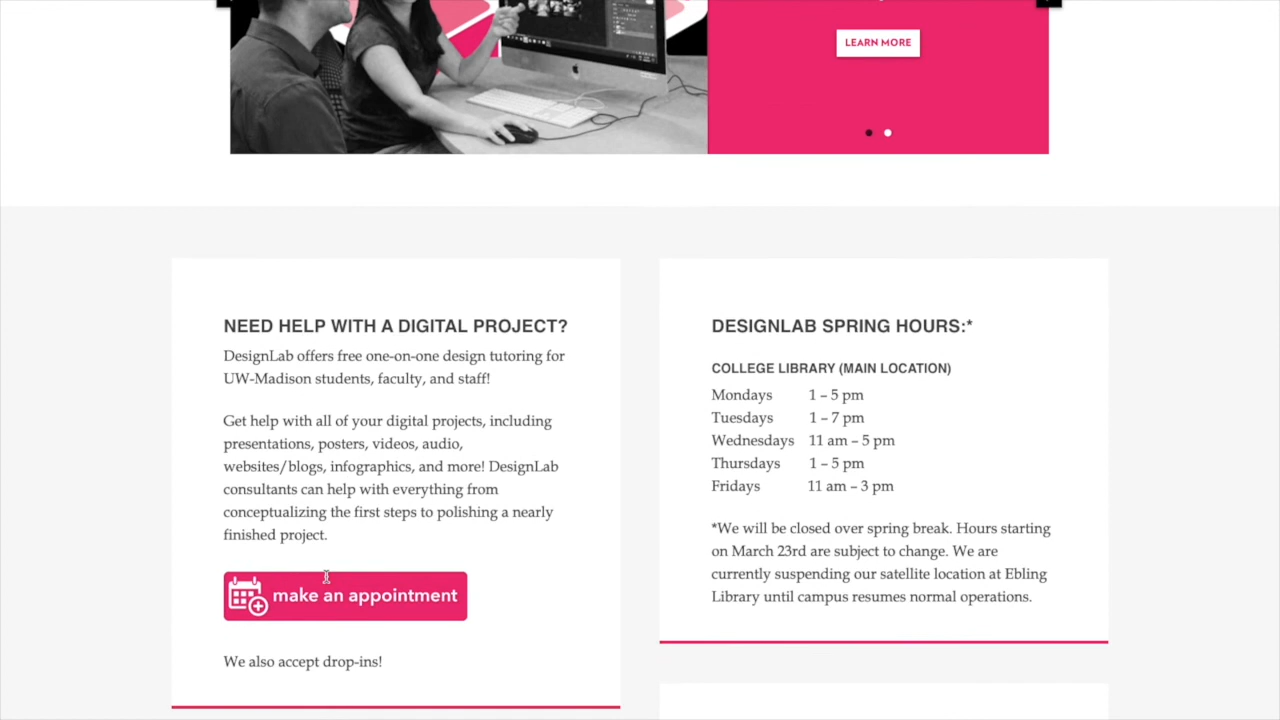 LEARN MORE
NEED HELP WITH A DIGITAL PROJECT?
DesignLab offers free one-on-one design tutoring for
UW-Madison students, faculty, and staff!
Get help with all of your digital projects, including
presentations, posters, videos, audio,
websites/blogs, infographics, and more! DesignLab
consultants can help with everything from
conceptualizing the first steps to polishing a nearly
finished project.
make an appointment
We also accept drop-ins!
DESIGNLAB SPRING HOURS:*
COLLEGE LIBRARY (MAIN LOCATION)
Mondays 1 – 5 pm
Tuesdays 1 – 7 pm
Wednesdays 11 am – 5 pm
Thursdays 1 – 5 pm
Fridays 11 am – 3 pm
*We will be closed over spring break. Hours starting
on March 23rd are subject to change. We are
currently suspending our satellite location at Ebling
Library until campus resumes normal operations.